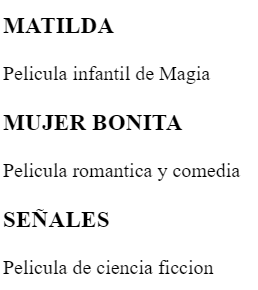 MATILDA
Pelicula infantil de Magia
MUJER BONITA
Pelicula romantica y comedia
SEÑALES
Pelicula de ciencia ficcion